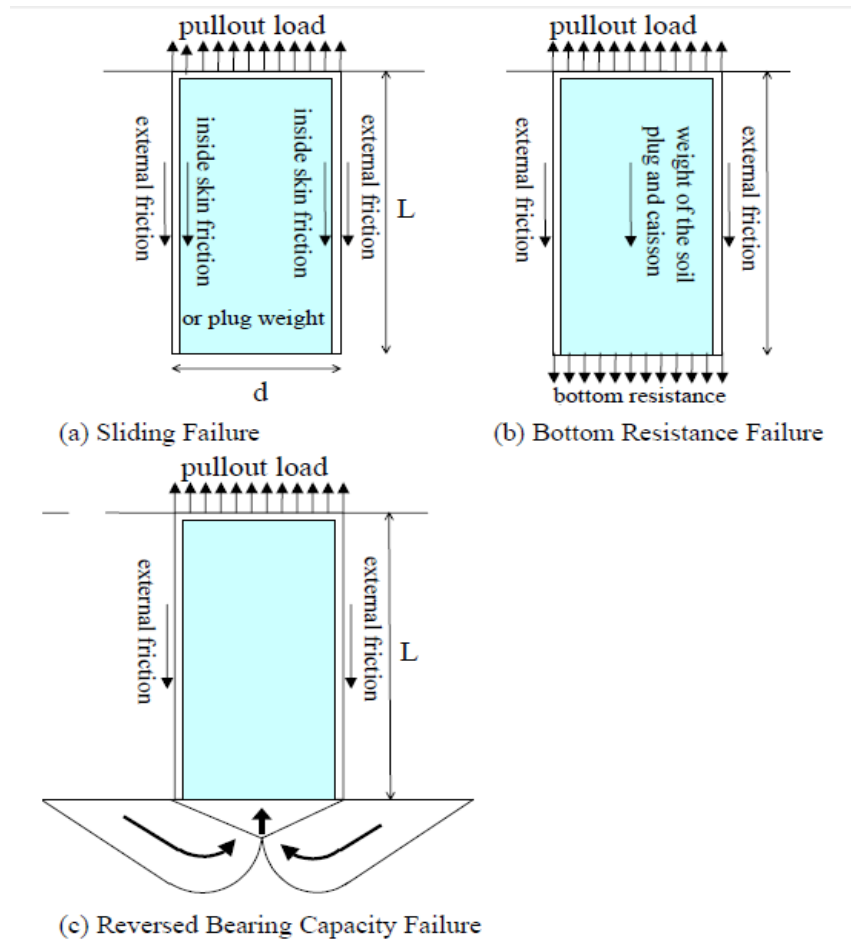 pullout load
external friction
inside skin friction
inside skin friction
external friction
L
or plug weight
d
(a) Sliding Failure
pullout load
external friction
weight of the soil
plug and caisson
external friction
bottom resistance
(b) Bottom Resistance Failure
pullout load
external friction
external friction
L
(c) Reversed Bearing Capacity Failure